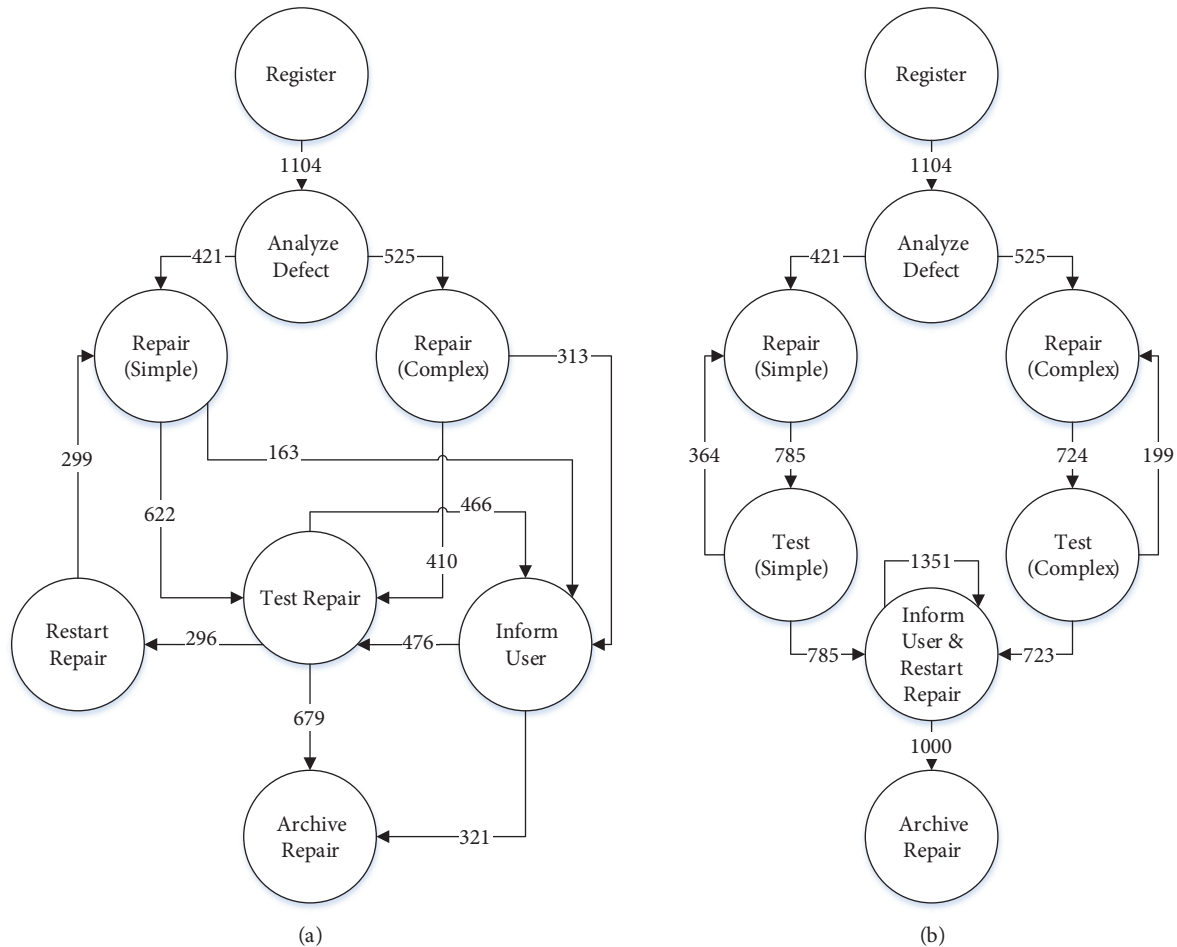 Register
1104
Analyze
Defect
421
525
Repair
(Simple)
Repair
(Complex)
313
299
163
622
466
410
Test Repair
Restart
Repair
296
476
Inform
User
679
Archive
Repair
321
(a)
Register
1104
Analyze
Defect
421
525
Repair
(Simple)
Repair
(Complex)
364
785
724
199
Test
(Simple)
Test
(Complex)
1351
Inform
User &
Restart
Repair
785
723
1000
Archive
Repair
(b)